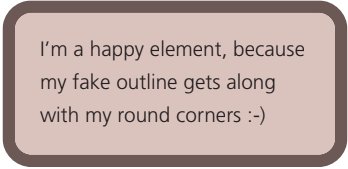 I’m a happy element, because
my fake outline gets along
with my round corners :-)